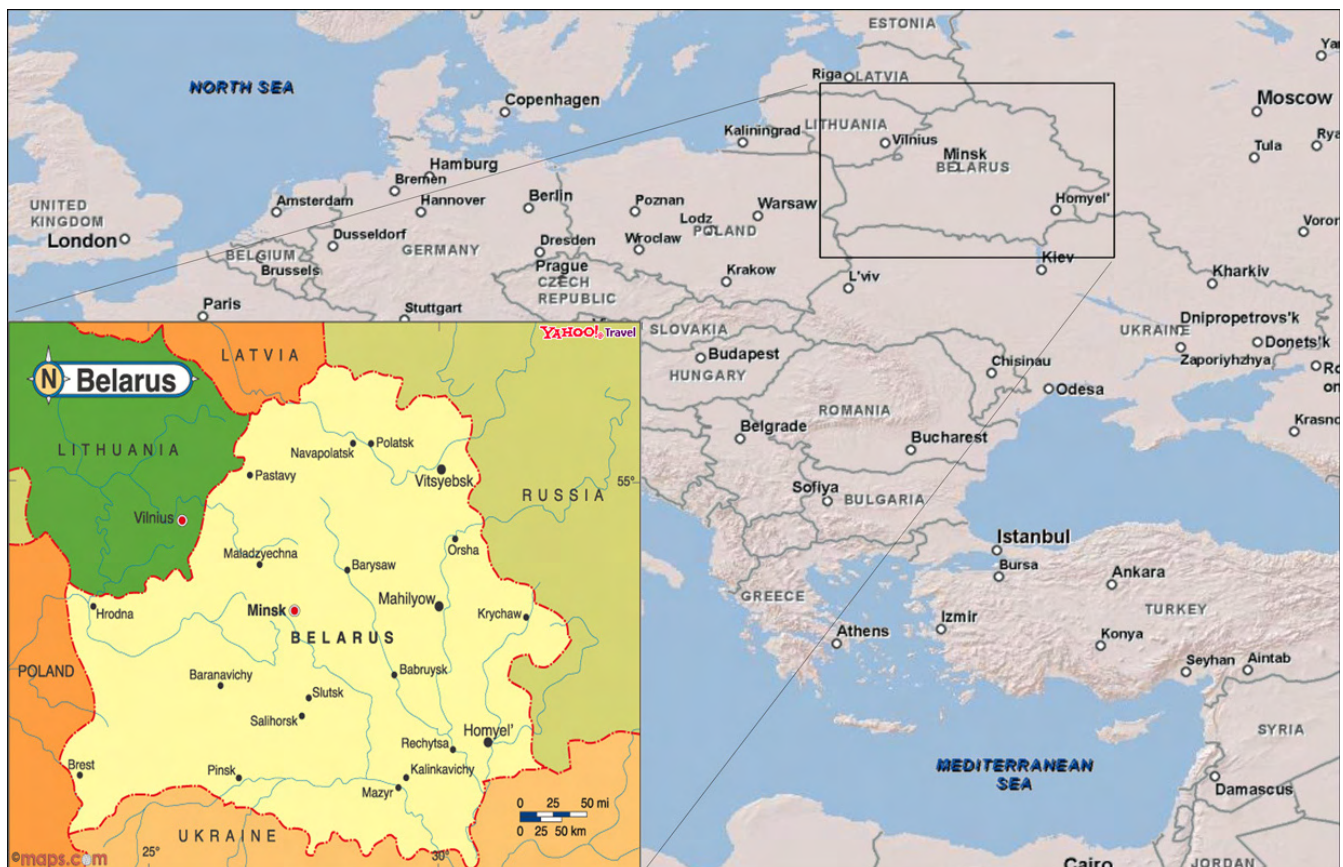 ESTONIA
NORTH SEA
Riga
LATVIA
Copenhagen
Moscow
Kaliningrad
LITHUANIA
Vilnius
Minsk
BELARUS
Tula
Hamburg
Bremen
UNITED
KINGDOM
London
Amsterdam
Hannover
Berlin
Poznan
Warsaw
Homyel'
Lodz
POLAND
Dusseldorf
GERMANY
Dresden
Wroclaw
BELGIUM
Brussels
Prague
CZECH
REPUBLIC
Krakow
L'viv
Kiev
Kharkiv
Paris
Stuttgart
SLOVAKIA
Dnipropetrovs'k
UKRAINE
Donets'k
Zaporiyhzhya
Budapest
HUNGARY
Chisinau
Odesa
ROMANIA
Belgrade
Bucharest
Sofiya
BULGARIA
Istanbul
Bursa
Ankara
GREECE
TURKEY
Izmir
Athens
Konya
Seyhan
Aintab
SYRIA
MEDITERRANEAN
SEA
Damascus
Cairo
JORDAN
YAHOO! Travel
N
Belarus
LATVIA
LITHUANIA
Navapolatsk
Polatsk
Pastavy
Vitsyebsk
55°
RUSSIA
Vilnius
Orsha
Maladzyechna
Barysaw
Hrodna
Minsk
Mahilyow
Krychaw
BELARUS
POLAND
Baranavichy
Babruysk
Slutsk
Salihorsk
Homyel'
Rechytsa
Brest
Pinsk
Kalinkavichy
Mazyr
0 25 50 mi
0 25 50 km
UKRAINE
25°
30°
©maps.com